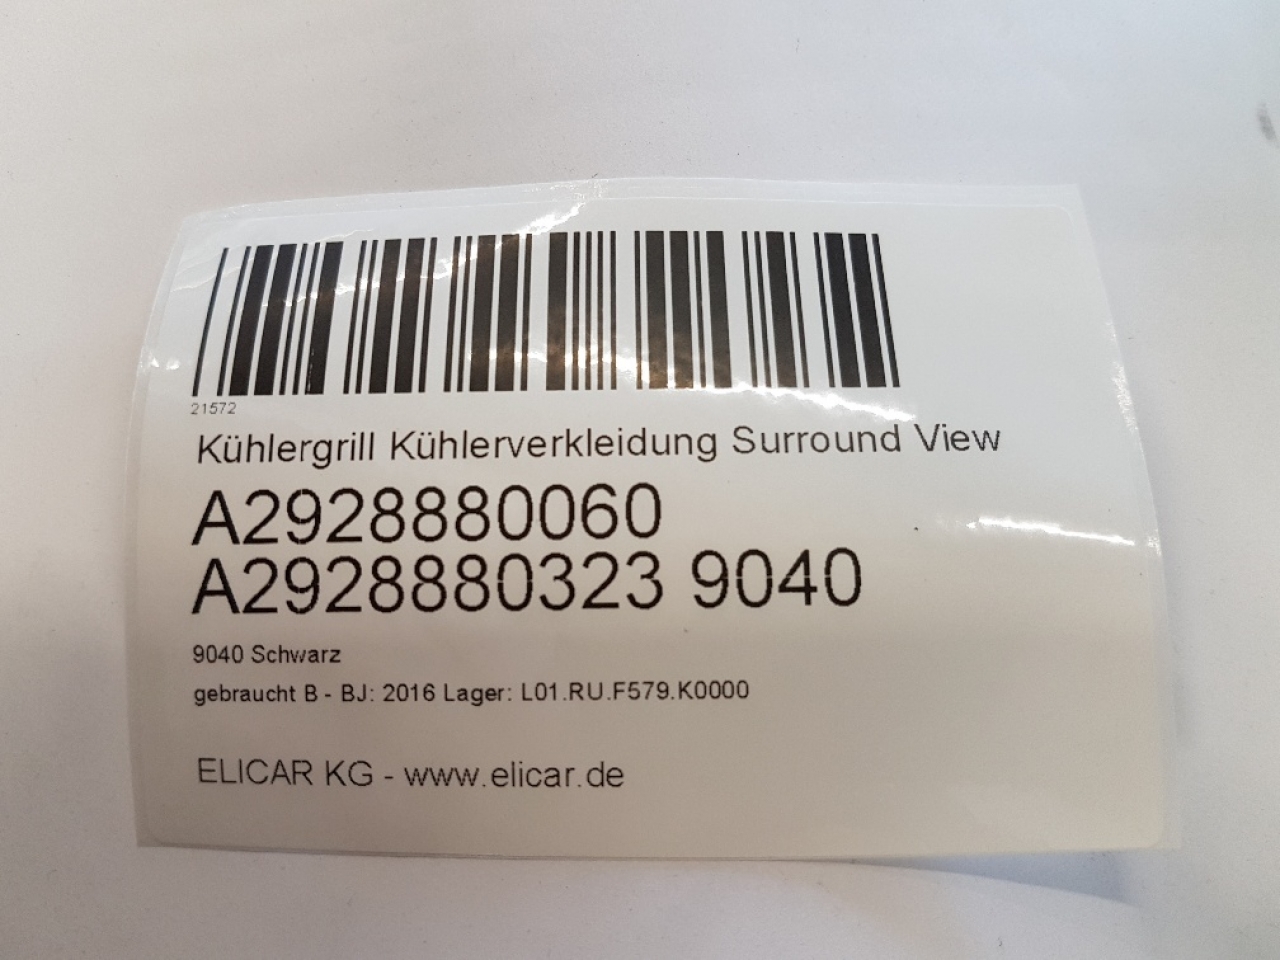 21572
Kühlergrill Kühlerverkleidung Surround View
A2928880060
A2928880323 9040
9040 Schwarz
gebraucht B - BJ: 2016 Lager: L01.RU.F579.K0000
ELICAR KG - www.elicar.de